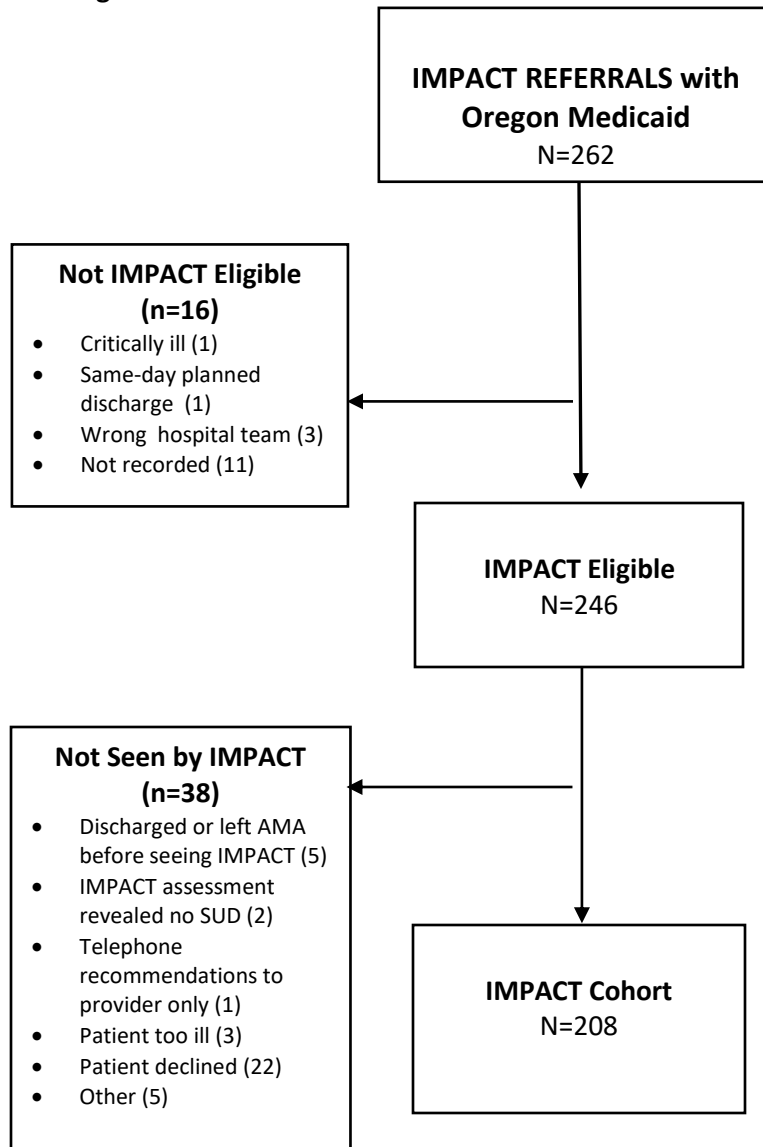 IMPACT REFERRALS with
Oregon Medicaid
N=262
Not IMPACT Eligible
(n=16)
• Critically ill (1)
• Same-day planned
discharge (1)
• Wrong hospital team (3)
• Not recorded (11)
IMPACT Eligible
N=246
Not Seen by IMPACT
(n=38)
• Discharged or left AMA
before seeing IMPACT (5)
• IMPACT assessment
revealed no SUD (2)
• Telephone
recommendations to
provider only (1)
• Patient too ill (3)
• Patient declined (22)
• Other (5)
IMPACT Cohort
N=208